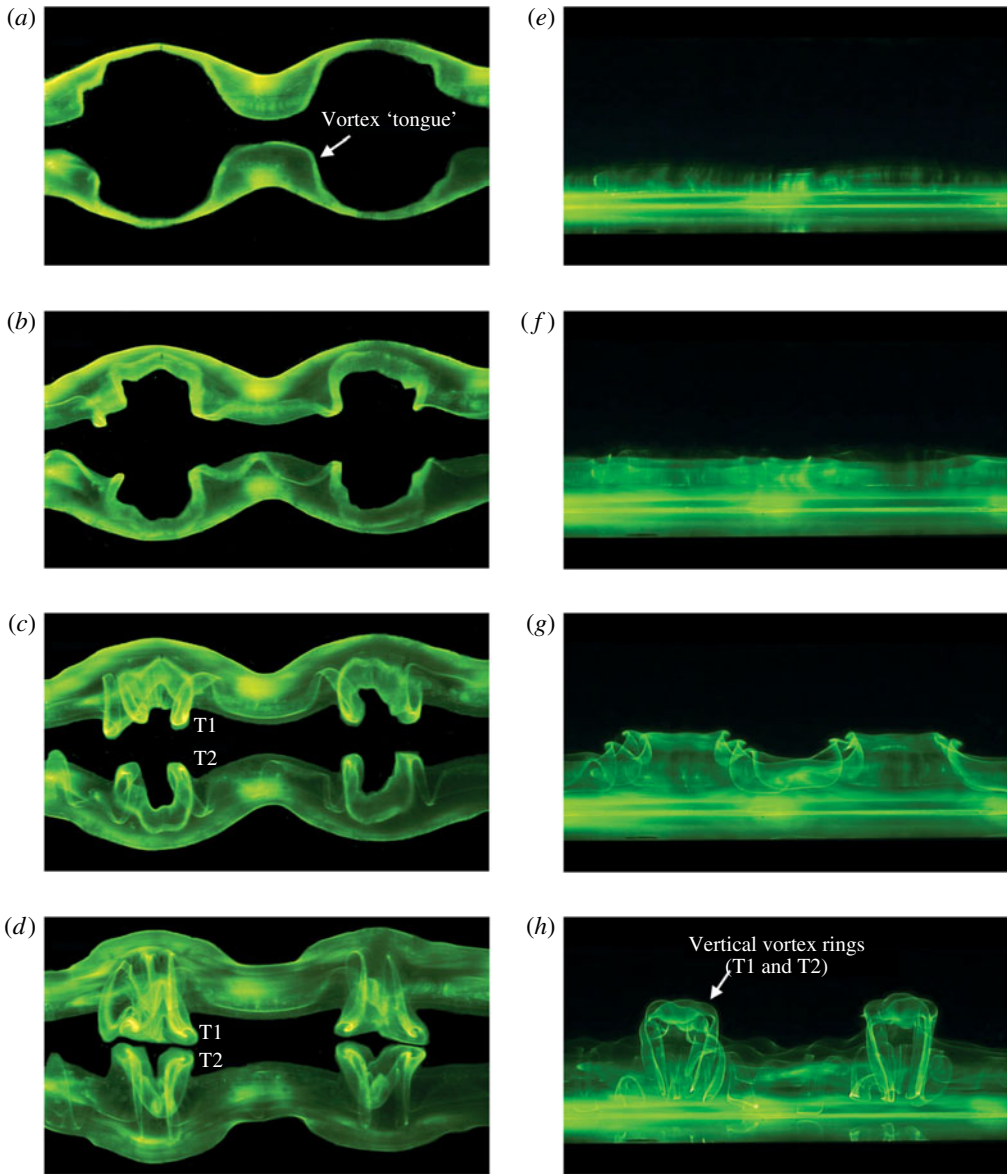 (a)
Vortex ‘tongue’
(e)
(b)
(f)
(c)
T1
T2
(g)
(d)
T1
T2
(h)
Vertical vortex rings
(T1 and T2)